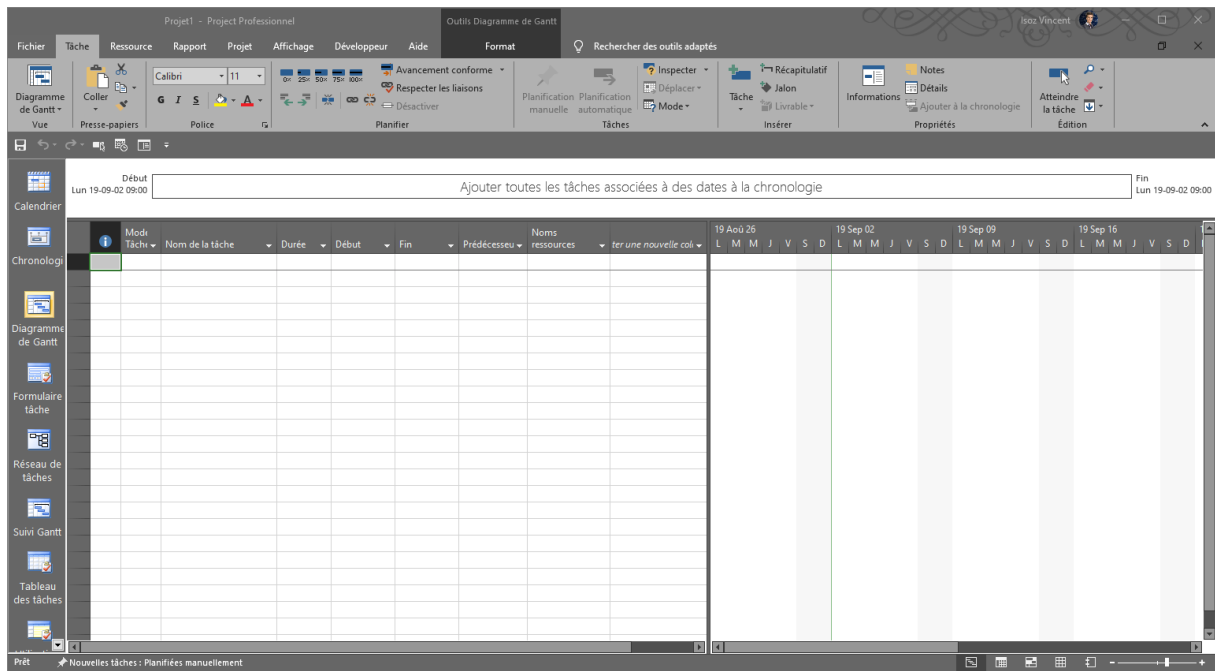 Projet1 - Project Professionnel
Outils Diagramme de Gantt
Isoz Vincent
Fichier Tâche Ressource Rapport Projet Affichage Développeur Aide Format Rechercher des outils adaptés
Diagramme de Gantt
Vue
Coller
Presse-papiers
Calibri 11
G I S A
Police
0× 25× 50× 75× 100×
Avancement conforme
Respecter les liaisons
Désactiver
Planifier
Planification manuelle
Planification automatique
Inspecter
Déplacer
Mode
Tâches
Tâche
Récapitulatif
Jalon
Livrable
Insérer
Informations
Notes
Détails
Ajouter à la chronologie
Propriétés
Atteindre la tâche
Édition
Début
Lun 19-09-02 09:00
Ajouter toutes les tâches associées à des dates à la chronologie
Fin
Lun 19-09-02 09:00
Calendrier
Chronologi
Diagramme
de Gantt
Formulaire
tâche
Réseau de
tâches
Suivi Gantt
Tableau
des tâches
Mode
Tâche
Nom de la tâche
Durée
Début
Fin
Prédécesseu
Noms
ressources
ter une nouvelle col
19 Aoû 26 19 Sep 02 19 Sep 09 19 Sep 16
L M M J V S D L M M J V S D L M M J V S D L M M J V S D
Prêt
Nouvelles tâches : Planifiées manuellement